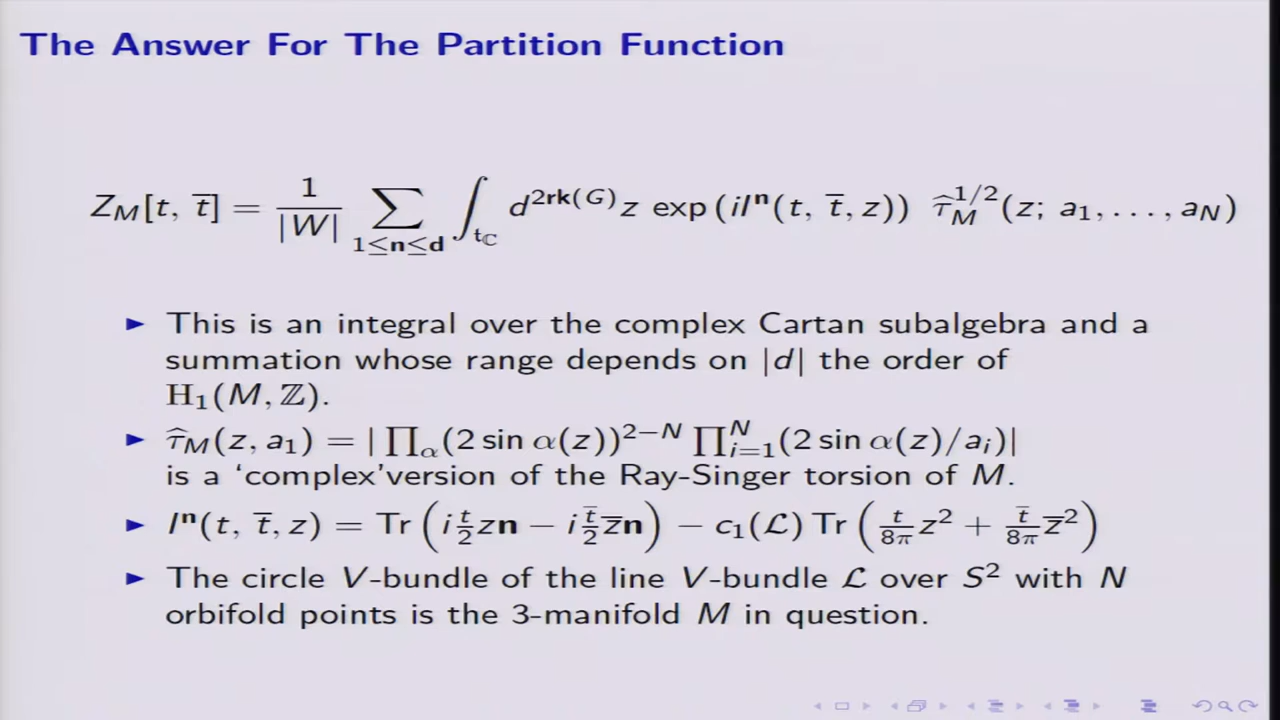 The Answer For The Partition Function
Z_M[t, t̅] = 1/|W| ∑_{1≤n≤d} ∫_{t_ℂ} d^{2rk(G)}z exp (iI^n(t, t̅, z)) τ̂_M^{1/2}(z; a_1, . . . , a_N)
► This is an integral over the complex Cartan subalgebra and a
summation whose range depends on |d| the order of
H_1(M, ℤ).
► τ̂_M(z, a_1) = | ∏_α(2 sin α(z))^{2−N} ∏_{i=1}^N(2 sin α(z)/a_i)|
is a ‘complex’version of the Ray-Singer torsion of M.
► I^n(t, t̅, z) = Tr (i t/2 zn − i t̅/2 z̅n) − c_1(ℒ) Tr (t/8π z^2 + t̅/8π z̅^2)
► The circle V-bundle of the line V-bundle ℒ over S^2 with N
orbifold points is the 3-manifold M in question.